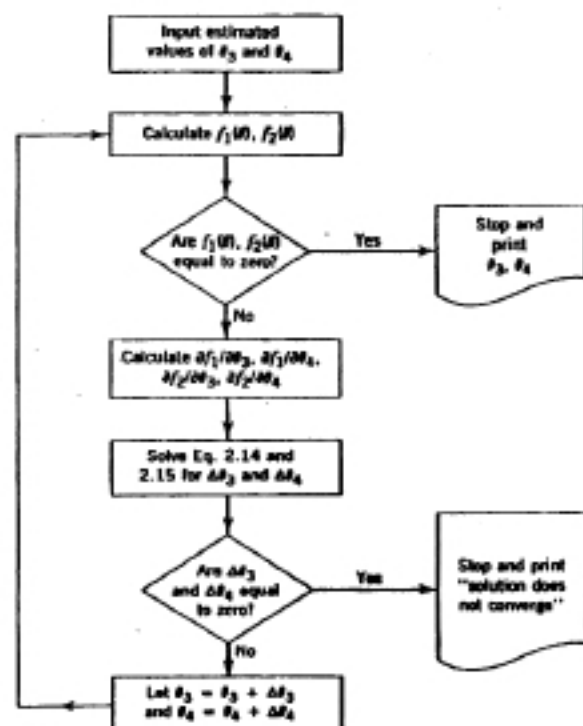 Input estimated
values of θ₃ and θ₄
Calculate f₁(θ), f₂(θ)
Are f₁(θ), f₂(θ)
equal to zero?
Yes
Stop and
print
θ₃, θ₄
No
Calculate ∂f₁/∂θ₃, ∂f₁/∂θ₄,
∂f₂/∂θ₃, ∂f₂/∂θ₄
Solve Eq. 2.14 and
2.15 for Δθ₃ and Δθ₄
Are Δθ₃
and Δθ₄ equal
to zero?
Yes
Stop and print
"solution does
not converge"
No
Let θ₃ = θ₃ + Δθ₃
and θ₄ = θ₄ + Δθ₄